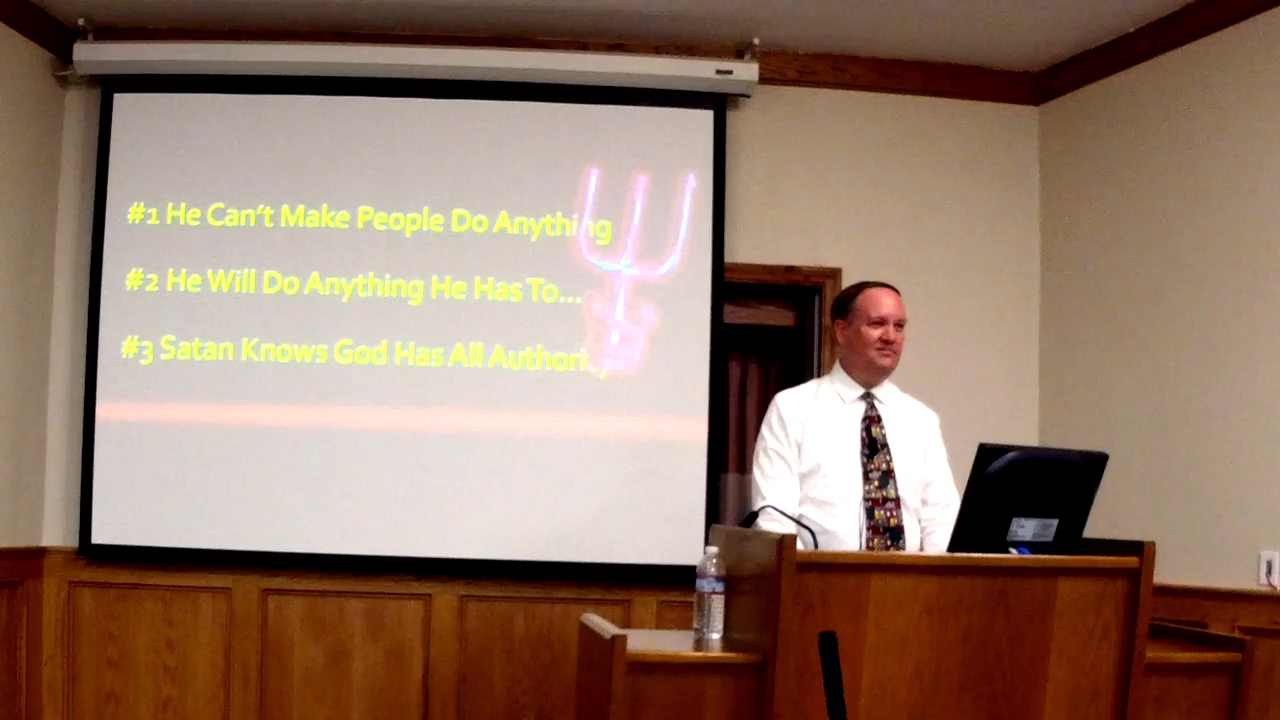 #1 He Can't Make People Do Anything
#2 He Will Do Anything He Has To...
#3 Satan Knows God Has All Authority